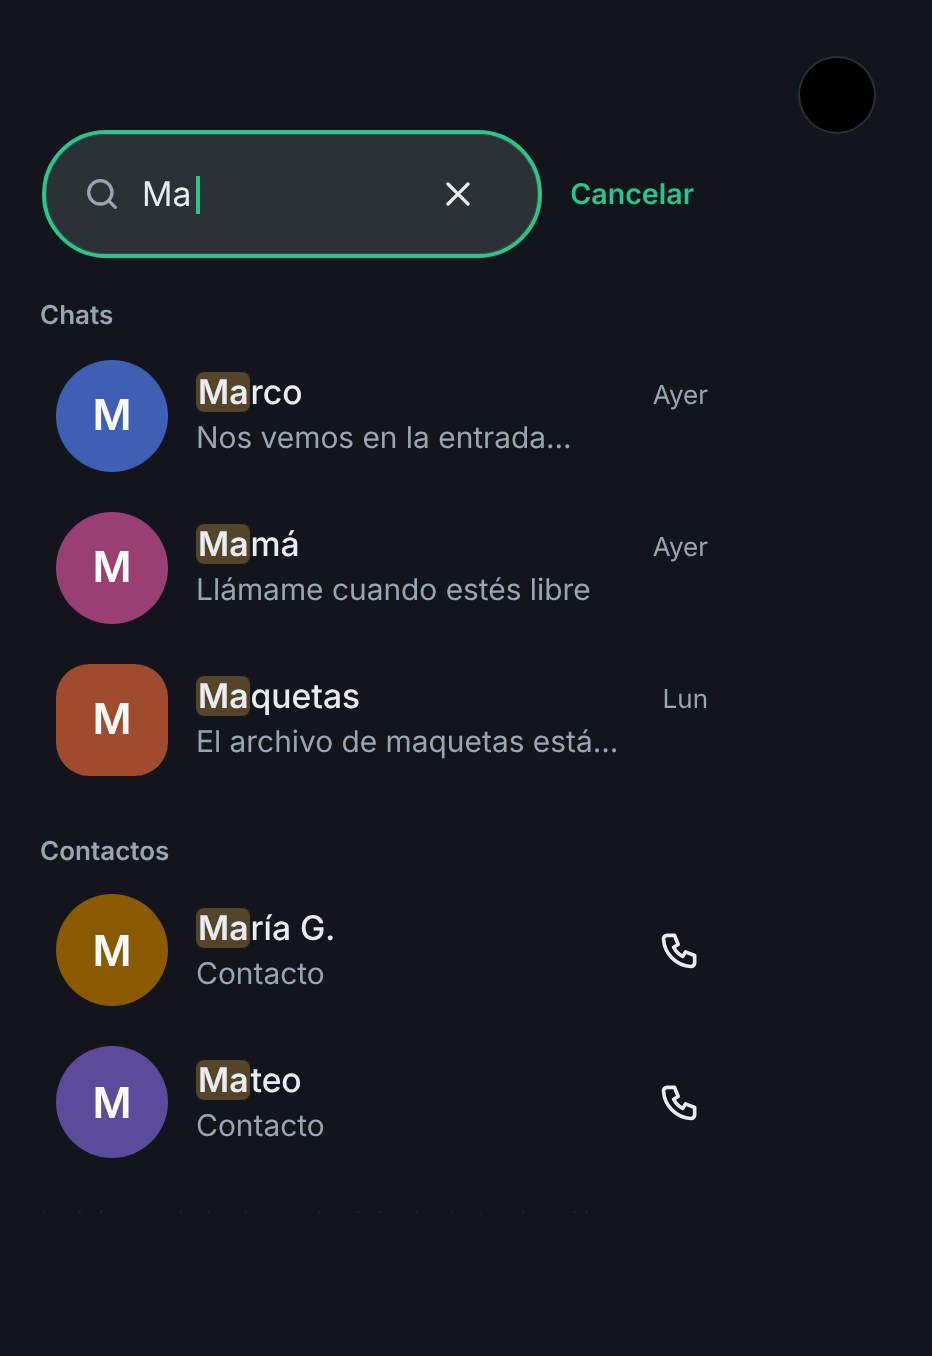 Ma
Cancelar
Chats
M
Marco
Ayer
Nos vemos en la entrada...
M
Mamá
Ayer
Llámame cuando estés libre
M
Maquetas
Lun
El archivo de maquetas está...
Contactos
M
María G.
Contacto
M
Mateo
Contacto